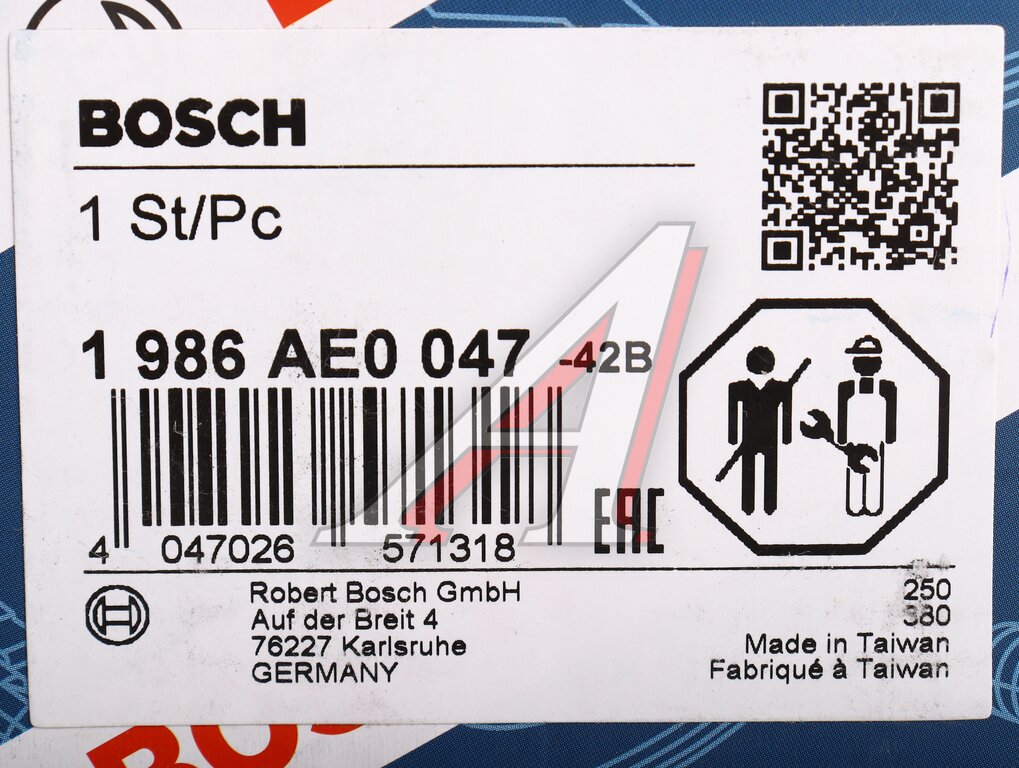 BOSCH
1 St/Pc
1 986 AE0 047 -42B
4 047026 571318
EAC
Robert Bosch GmbH
Auf der Breit 4
76227 Karlsruhe
GERMANY
250
380
Made in Taiwan
Fabriqué à Taiwan